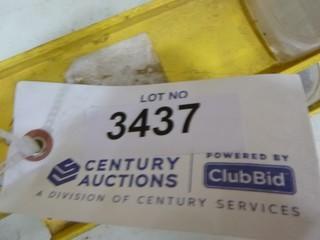 LOT NO
3437
CENTURY
AUCTIONS
POWERED BY
ClubBid
A DIVISION OF CENTURY SERVICES